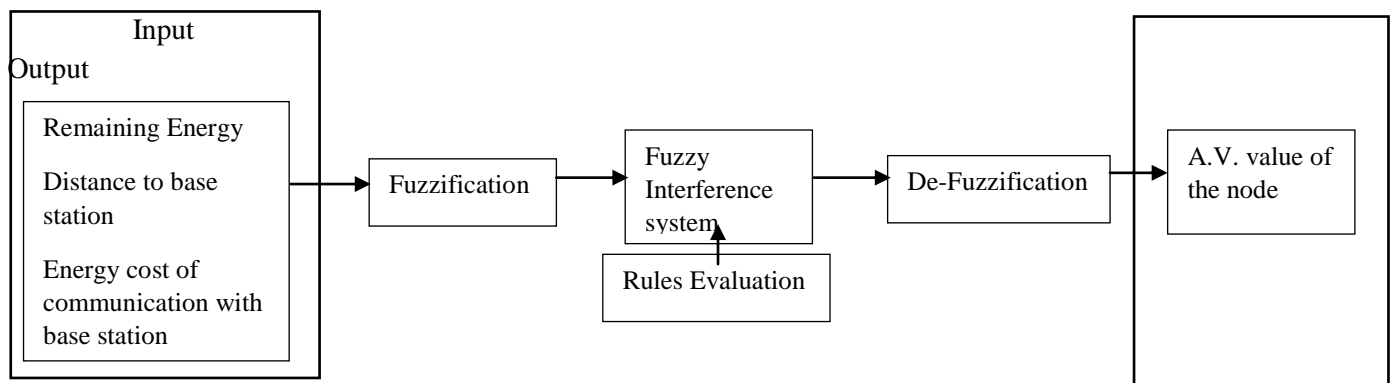 Input
Output
Remaining Energy
Distance to base
station
Energy cost of
communication with
base station
Fuzzification
Fuzzy
Interference
system
Rules Evaluation
De-Fuzzification
A.V. value of
the node